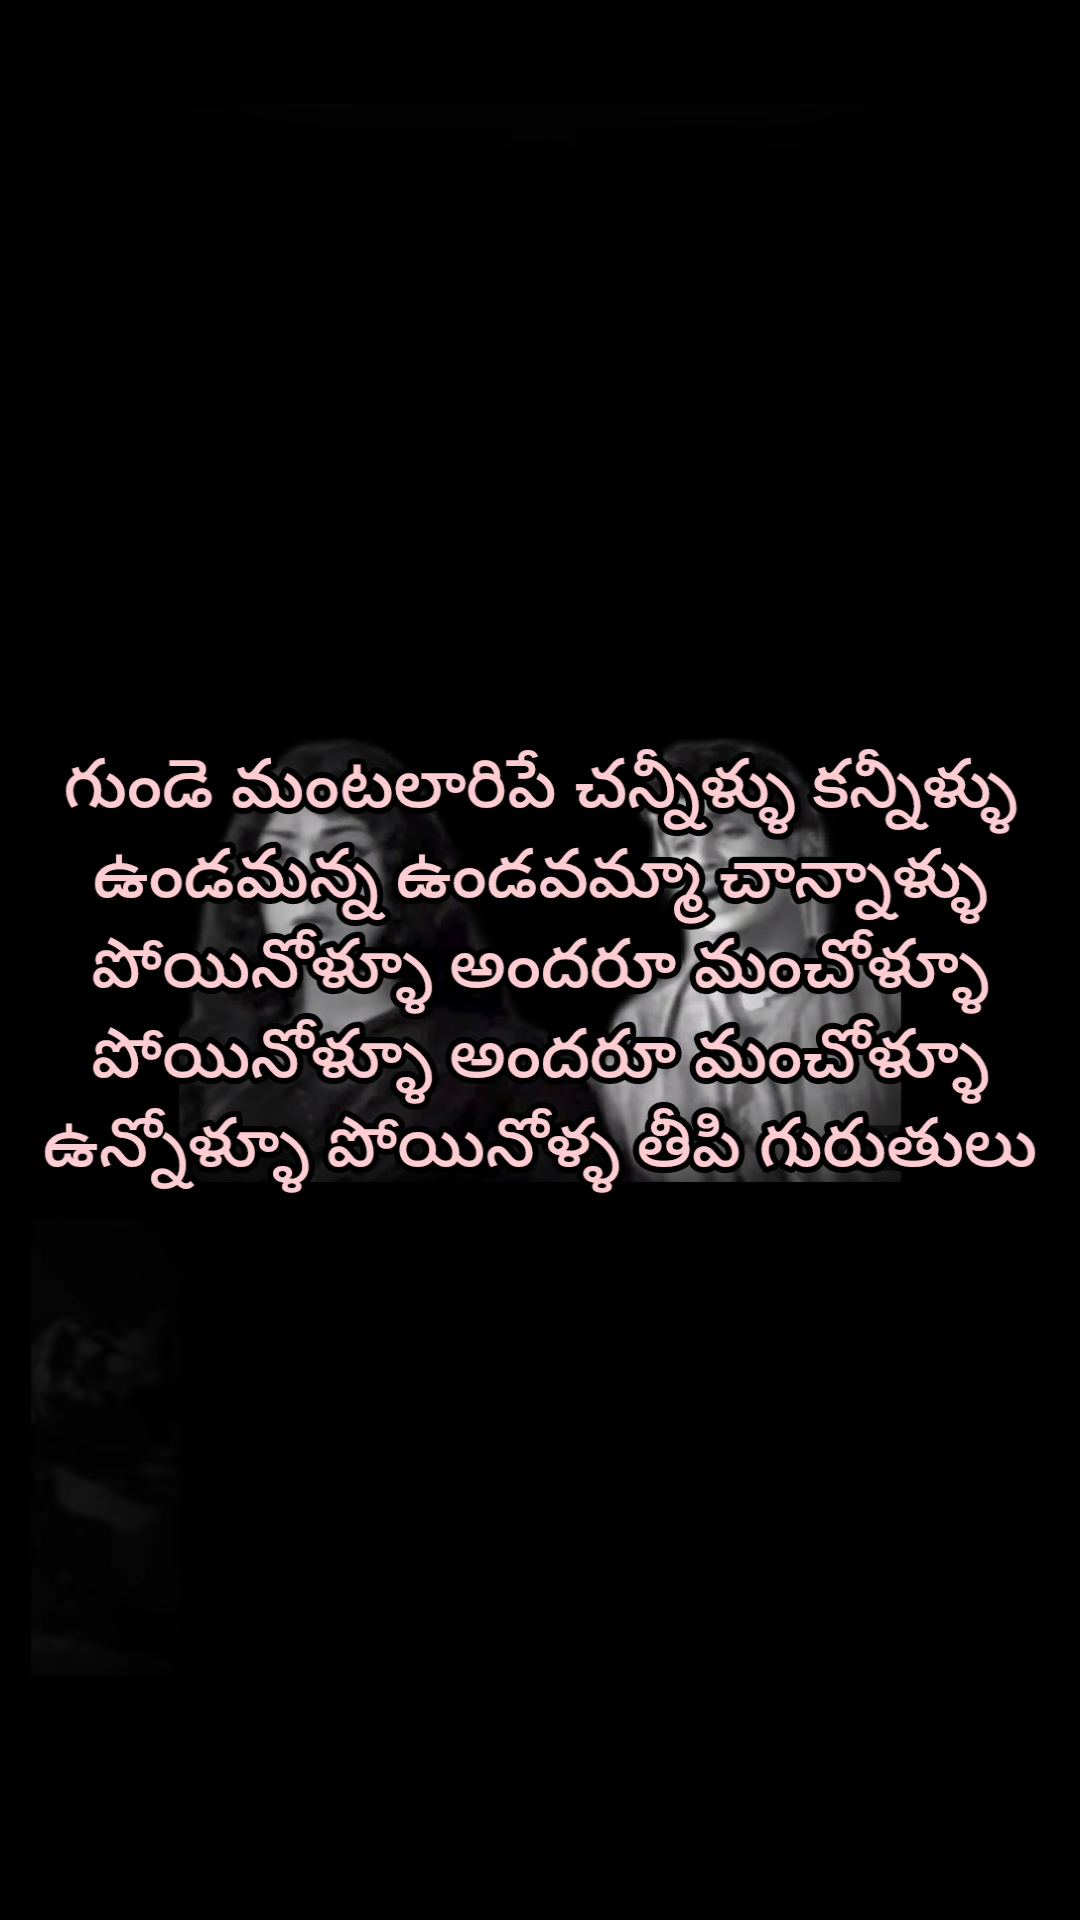 గుండె మంటలారిపే చన్నీళ్ళు కన్నీళ్ళు
ఉండమన్న ఉండవమ్మా చాన్నాళ్ళు
పోయినోళ్ళూ అందరూ మంచోళ్ళూ
పోయినోళ్ళూ అందరూ మంచోళ్ళూ
ఉన్నోళ్ళూ పోయినోళ్ళ తీపి గురుతులు